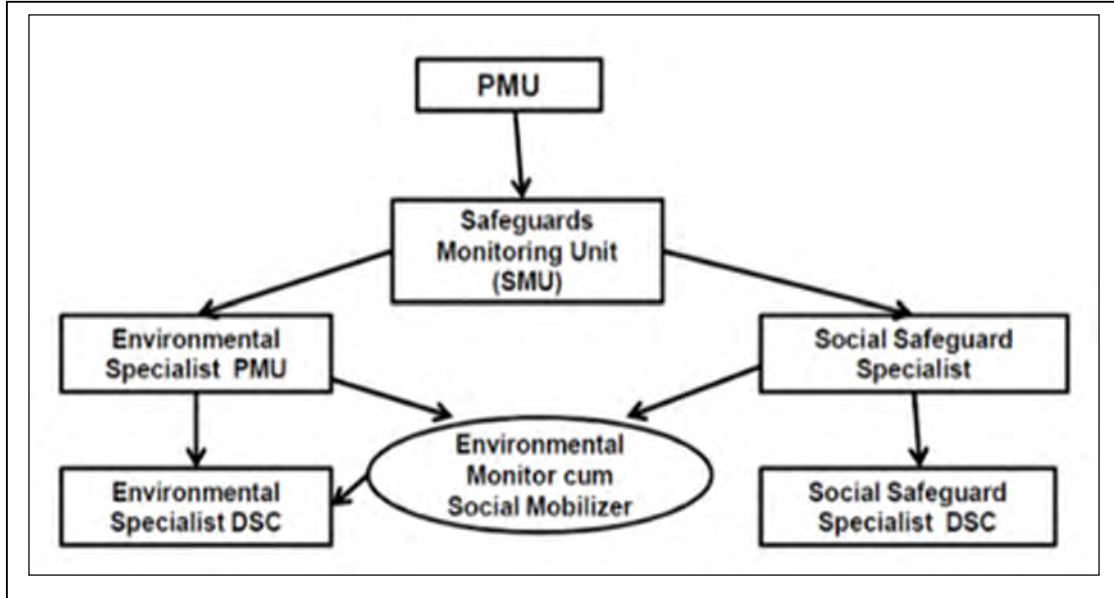 PMU
Safeguards
Monitoring Unit
(SMU)
Environmental
Specialist PMU
Social Safeguard
Specialist
Environmental
Monitor cum
Social Mobilizer
Environmental
Specialist DSC
Social Safeguard
Specialist DSC